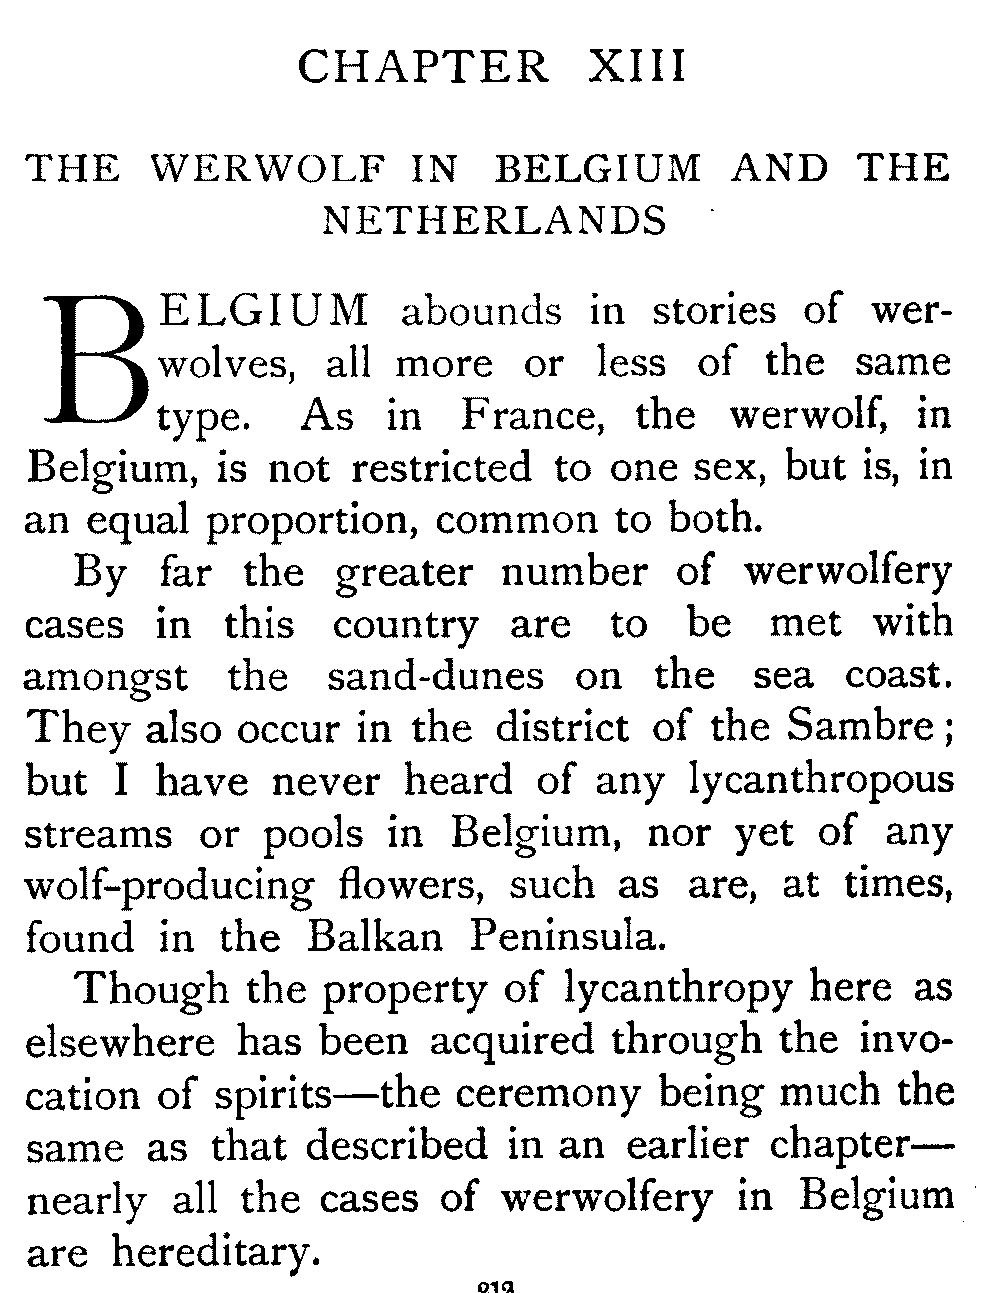 CHAPTER XIII
THE WERWOLF IN BELGIUM AND THE
NETHERLANDS
BELGIUM abounds in stories of wer-
wolves, all more or less of the same
type. As in France, the werwolf, in
Belgium, is not restricted to one sex, but is, in
an equal proportion, common to both.
By far the greater number of werwolfery
cases in this country are to be met with
amongst the sand-dunes on the sea coast.
They also occur in the district of the Sambre;
but I have never heard of any lycanthropous
streams or pools in Belgium, nor yet of any
wolf-producing flowers, such as are, at times,
found in the Balkan Peninsula.
Though the property of lycanthropy here as
elsewhere has been acquired through the invo-
cation of spirits—the ceremony being much the
same as that described in an earlier chapter—
nearly all the cases of werwolfery in Belgium
are hereditary.